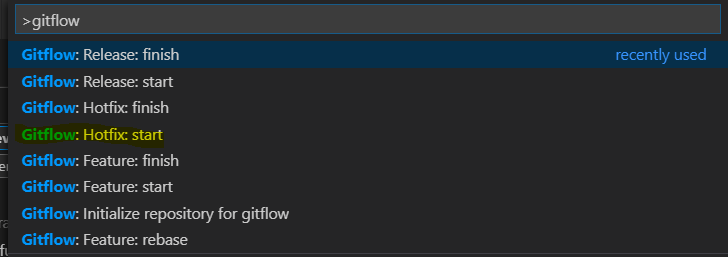 >gitflow
Gitflow: Release: finish recently used
Gitflow: Release: start
Gitflow: Hotfix: finish
Gitflow: Hotfix: start
Gitflow: Feature: finish
Gitflow: Feature: start
Gitflow: Initialize repository for gitflow
Gitflow: Feature: rebase